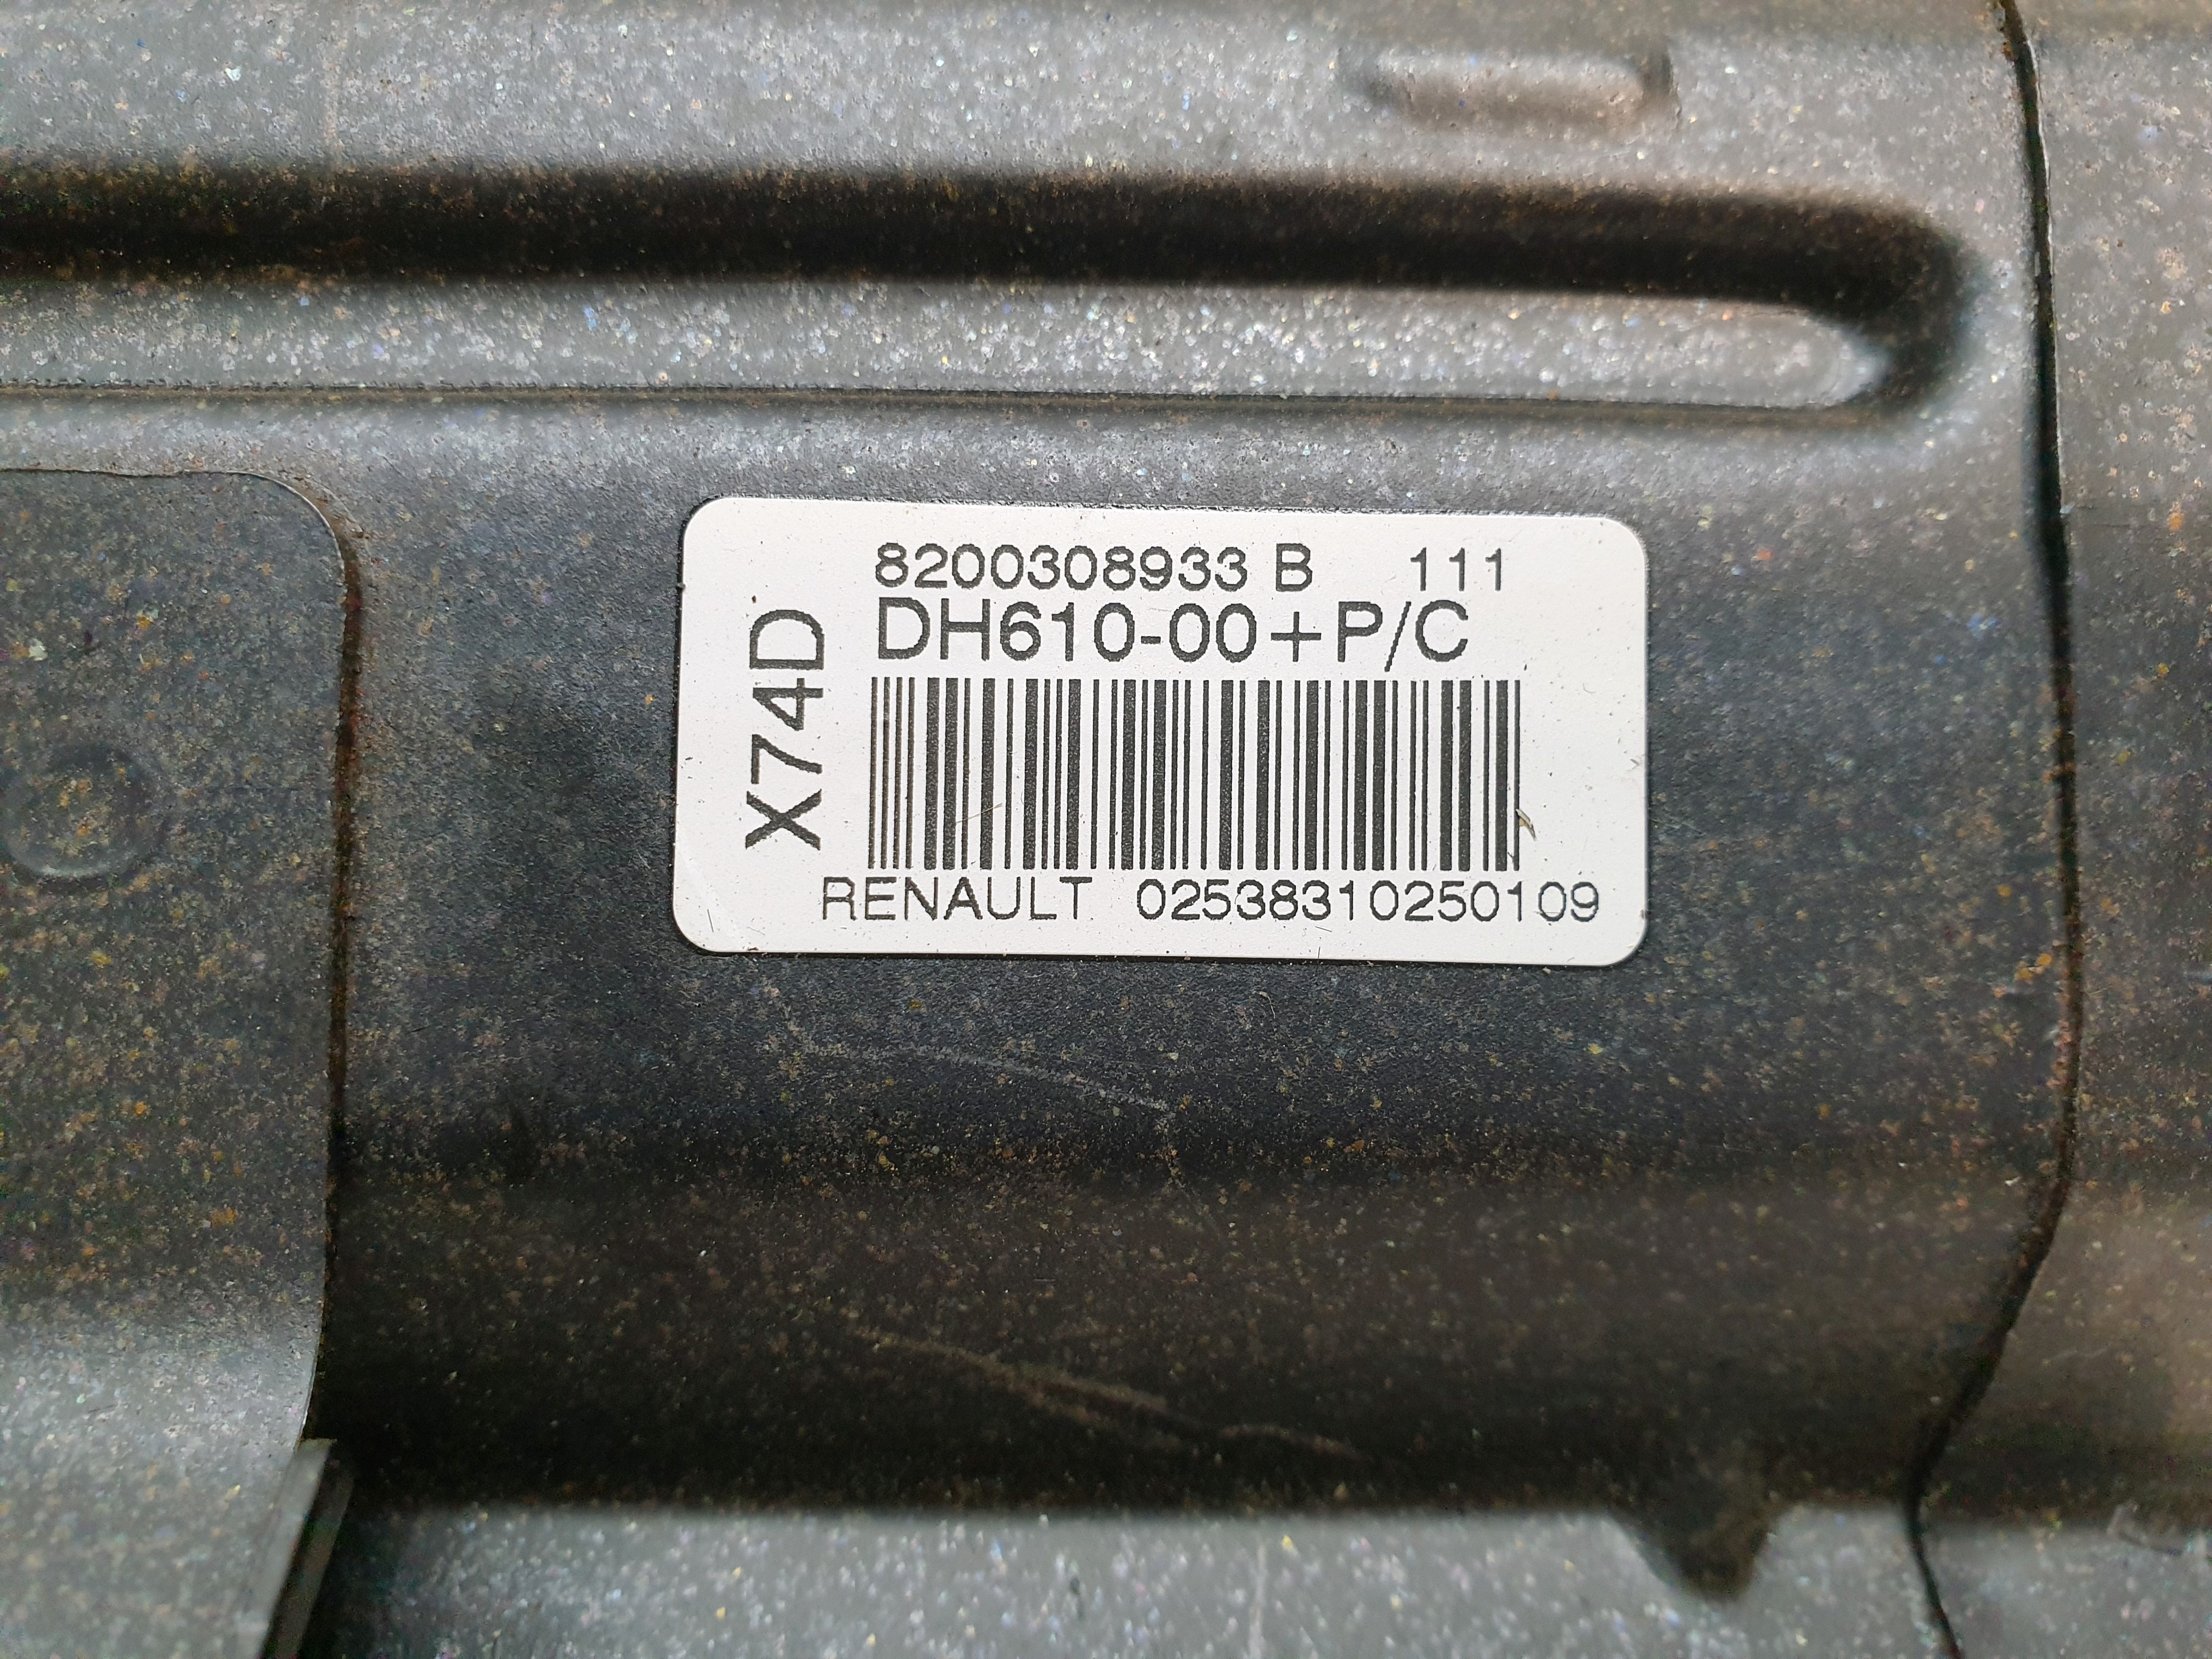 8200308933 B 111
DH610-00+P/C
X74D
RENAULT 02538310250109